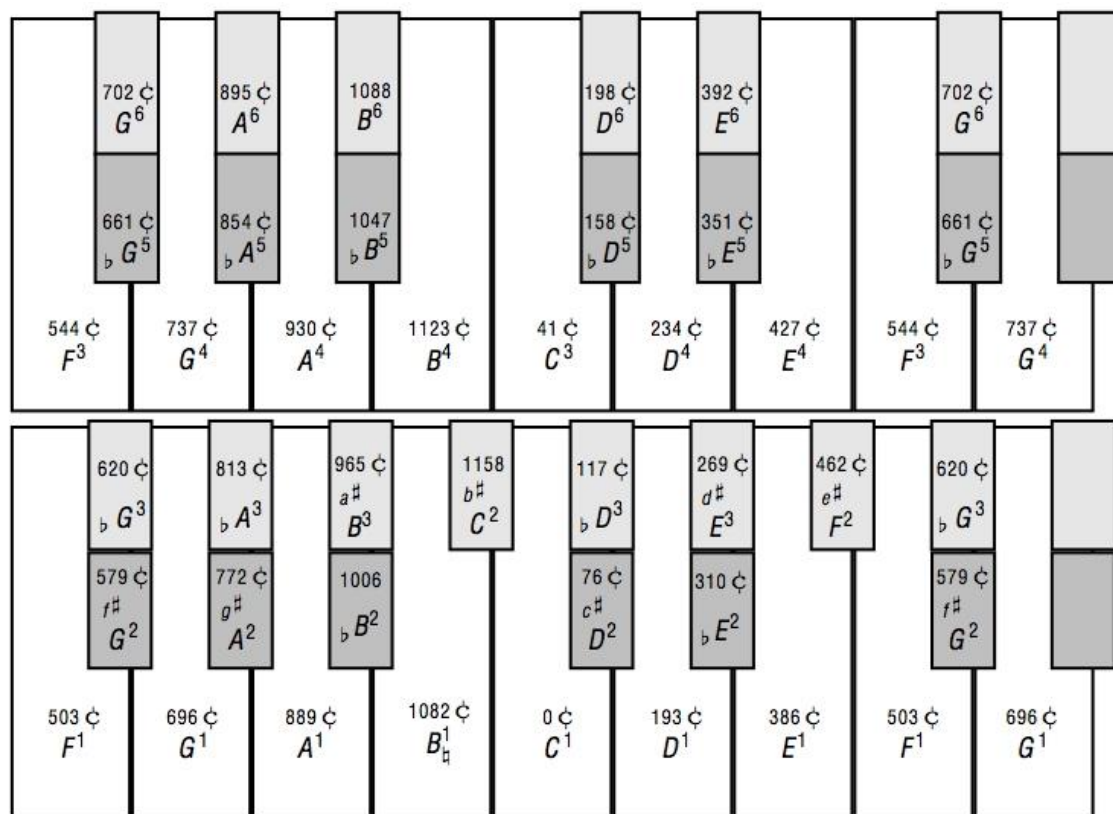 702 ¢ 895 ¢ 1088 198 ¢ 392 ¢ 702 ¢
G⁶ A⁶ B⁶ D⁶ E⁶ G⁶
661 ¢ 854 ¢ 1047 158 ¢ 351 ¢ 661 ¢
♭G⁵ ♭A⁵ ♭B⁵ ♭D⁵ ♭E⁵ ♭G⁵
544 ¢ 737 ¢ 930 ¢ 1123 ¢ 41 ¢ 234 ¢ 427 ¢ 544 ¢ 737 ¢
F³ G⁴ A⁴ B⁴ C³ D⁴ E⁴ F³ G⁴
620 ¢ 813 ¢ 965 ¢ 1158 117 ¢ 269 ¢ 462 ¢ 620 ¢
a♯ b♯ d♯ e♯
♭G³ ♭A³ B³ C² ♭D³ E³ F² ♭G³
579 ¢ 772 ¢ 1006 76 ¢ 310 ¢ 579 ¢
f♯ g♯ c♯ f♯
G² A² ♭B² D² ♭E² G²
503 ¢ 696 ¢ 889 ¢ 1082 ¢ 0 ¢ 193 ¢ 386 ¢ 503 ¢ 696 ¢
F¹ G¹ A¹ B¹♮ C¹ D¹ E¹ F¹ G¹